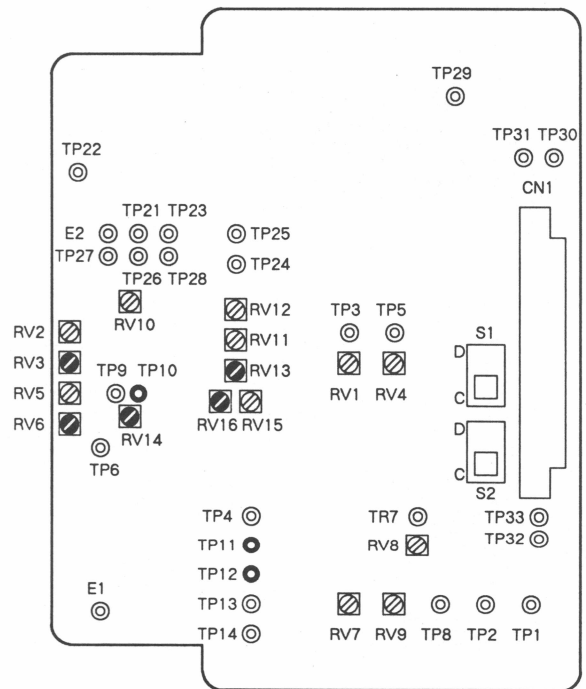 TP29
TP31 TP30
TP22
CN1
TP21 TP23
E2
TP25
TP27
TP24
TP26 TP28
RV10
RV12
TP3 TP5
RV2
RV11
S1
D
RV3
RV13
TP9 TP10
RV1 RV4
RV5
C
RV6
RV14
RV16 RV15
D
TP6
C
S2
TP4
TR7
TP33
TP11
RV8
TP32
TP12
E1
TP13
TP14
RV7 RV9 TP8 TP2 TP1